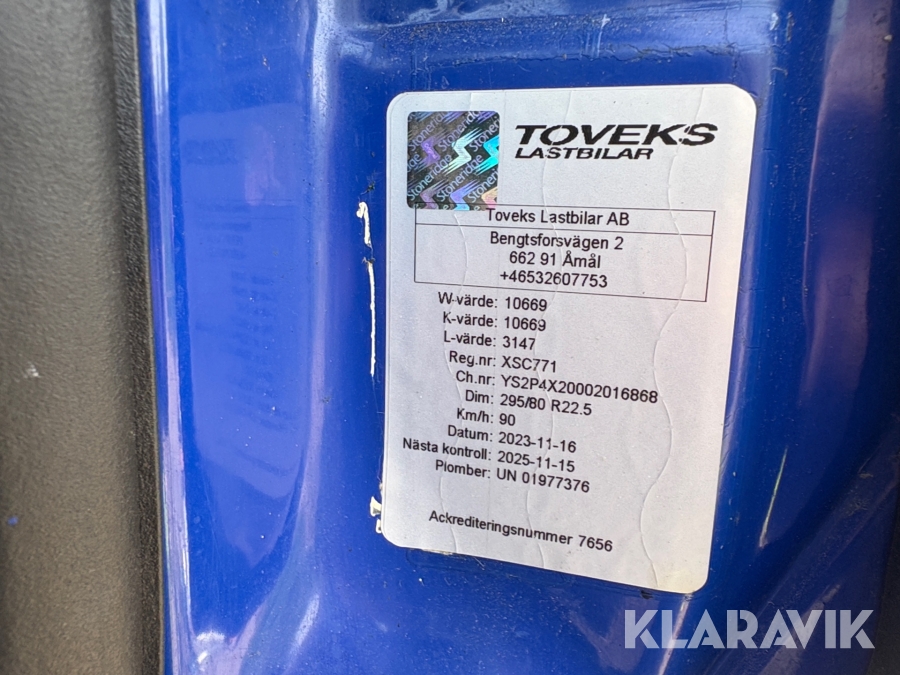 Stoneridge
TOVEKS
LASTBILAR
Toveks Lastbilar AB
Bengtsforsvägen 2
662 91 Åmål
+46532607753
W-värde: 10669
K-värde: 10669
L-värde: 3147
Reg.nr: XSC771
Ch.nr: YS2P4X20002016868
Dim: 295/80 R22.5
Km/h: 90
Datum: 2023-11-16
Nästa kontroll: 2025-11-15
Plomber: UN 01977376
Ackrediteringsnummer 7656
KLARAVIK